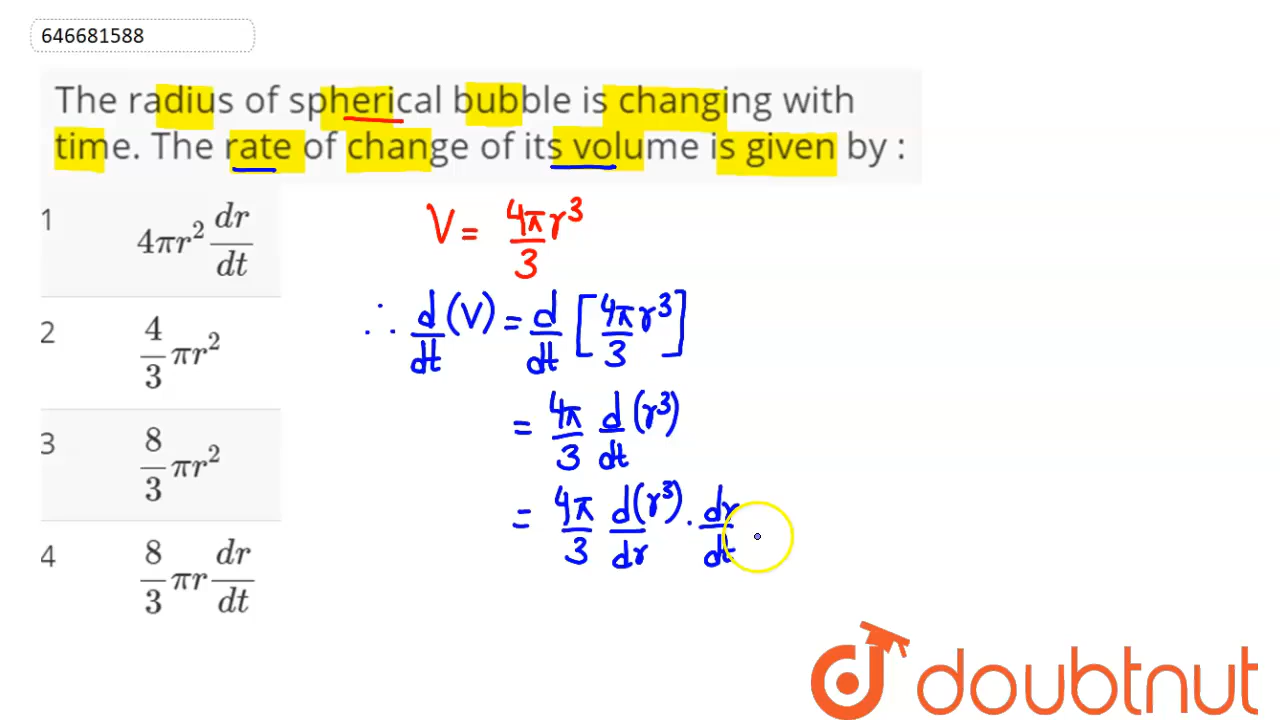 646681588
The radius of spherical bubble is changing with
time. The rate of change of its volume is given by :
1 4πr² dr/dt
2 4/3 πr²
3 8/3 πr²
4 8/3 πr dr/dt
V = 4π/3 r³
∴ d/dt (V) = d/dt [4π/3 r³]
= 4π/3 d/dt (r³)
= 4π/3 d(r³)/dr · dr/dt
doubtnut